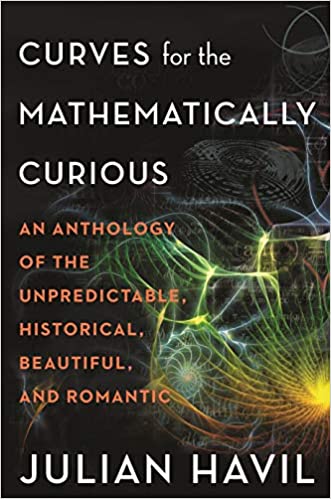 CURVES for the
MATHEMATICALLY
CURIOUS
AN ANTHOLOGY
OF THE
UNPREDICTABLE,
HISTORICAL,
BEAUTIFUL,
AND ROMANTIC
JULIAN HAVIL